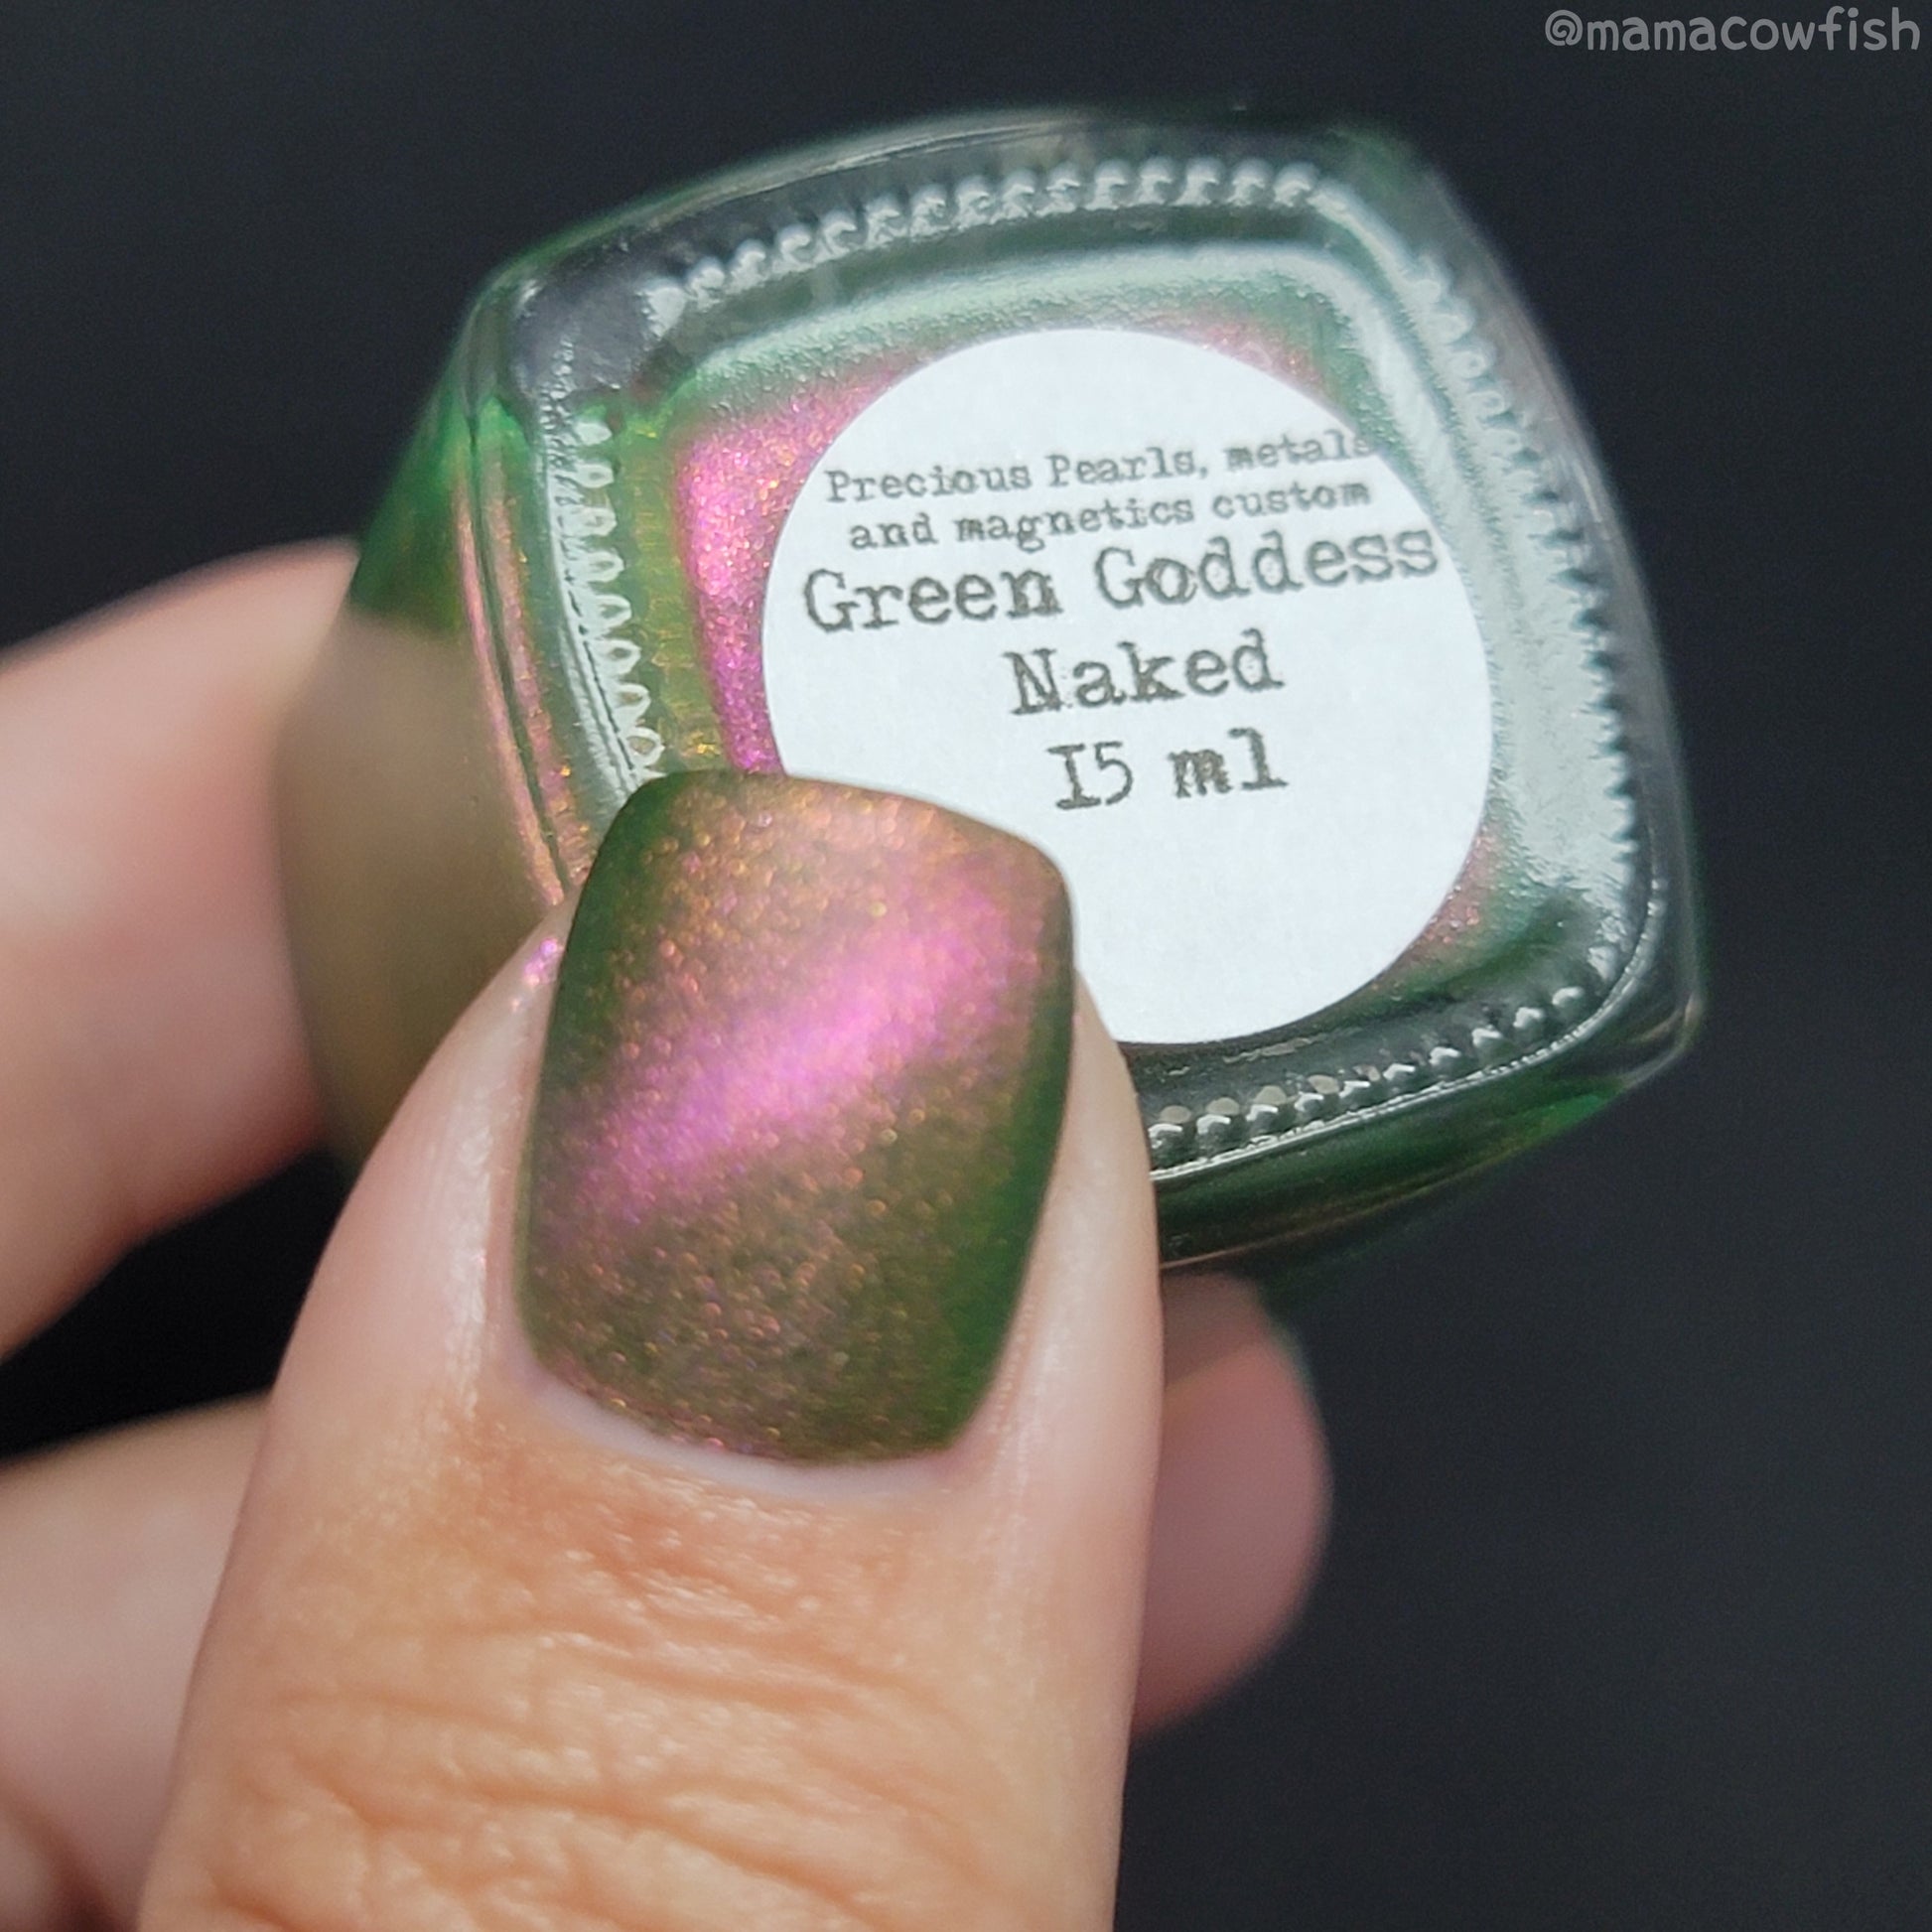 @mamacowfish
Precious Pearls, metals
and magnetics custom
Green Goddess
Naked
15 ml